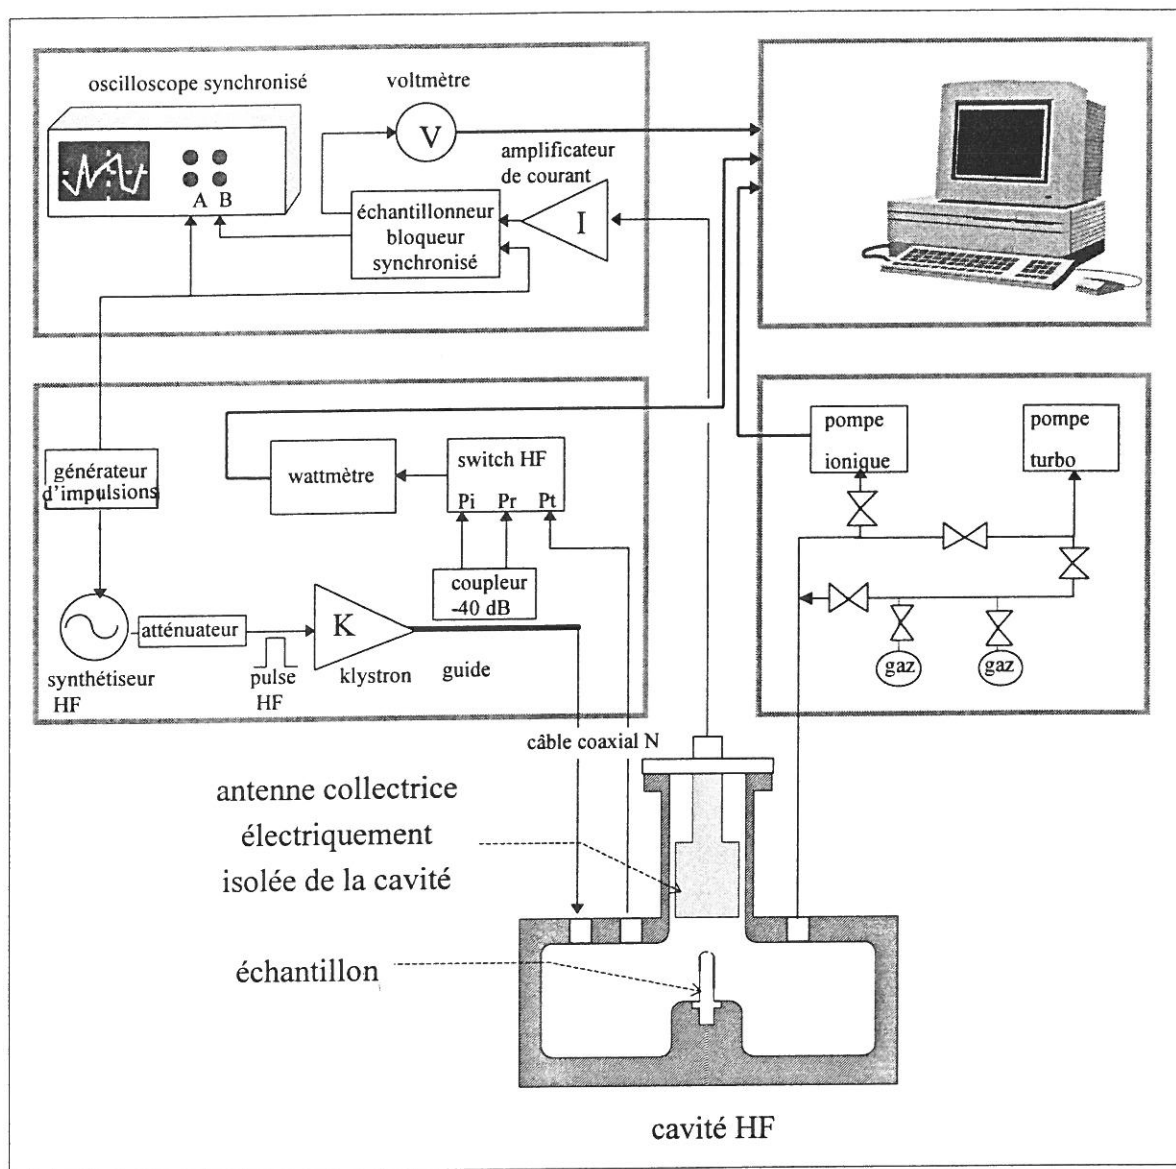 oscilloscope synchronisé
voltmètre
V
amplificateur
de courant
A B
échantillonneur
bloqueur
synchronisé
I
générateur
d'impulsions
wattmètre
switch HF
Pi Pr Pt
coupleur
-40 dB
atténuateur
K
synthétiseur
HF
pulse
HF
klystron
guide
pompe
ionique
pompe
turbo
gaz
gaz
câble coaxial N
antenne collectrice
électriquement
isolée de la cavité
échantillon
cavité HF